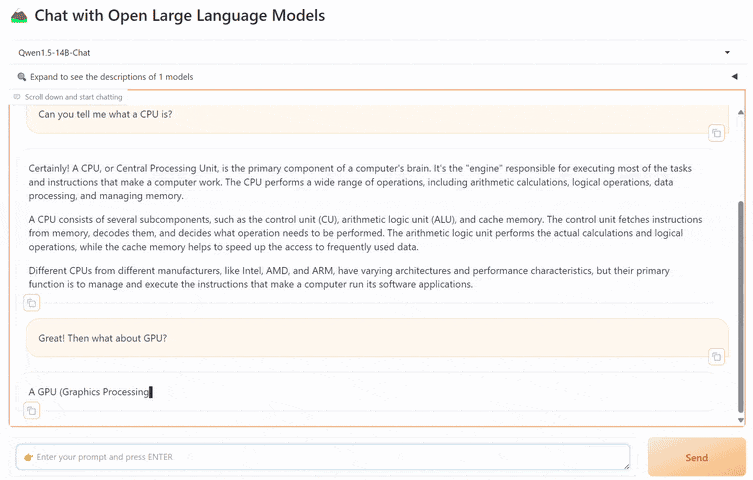 Chat with Open Large Language Models
Qwen1.5-14B-Chat
Expand to see the descriptions of 1 models
Scroll down and start chatting
Can you tell me what a CPU is?
Certainly! A CPU, or Central Processing Unit, is the primary component of a computer's brain. It's the "engine" responsible for executing most of the tasks
and instructions that make a computer work. The CPU performs a wide range of operations, including arithmetic calculations, logical operations, data
processing, and managing memory.
A CPU consists of several subcomponents, such as the control unit (CU), arithmetic logic unit (ALU), and cache memory. The control unit fetches instructions
from memory, decodes them, and decides what operation needs to be performed. The arithmetic logic unit performs the actual calculations and logical
operations, while the cache memory helps to speed up the access to frequently used data.
Different CPUs from different manufacturers, like Intel, AMD, and ARM, have varying architectures and performance characteristics, but their primary
function is to manage and execute the instructions that make a computer run its software applications.
Great! Then what about GPU?
A GPU (Graphics Processing
Enter your prompt and press ENTER
Send